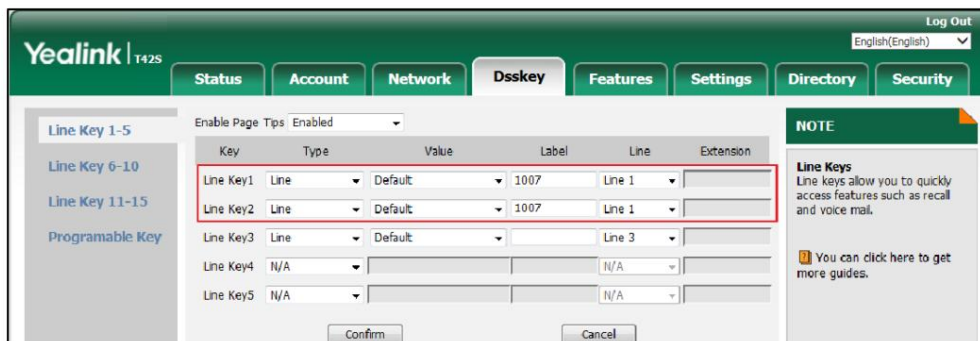 Log Out
Yealink | T42S
English(English)
Status Account Network Dsskey Features Settings Directory Security
Line Key 1-5
Line Key 6-10
Line Key 11-15
Programable Key
Enable Page Tips Enabled
Key Type Value Label Line Extension
Line Key1 Line Default 1007 Line 1
Line Key2 Line Default 1007 Line 1
Line Key3 Line Default Line 3
Line Key4 N/A N/A
Line Key5 N/A N/A
Confirm Cancel
NOTE
Line Keys
Line keys allow you to quickly
access features such as recall
and voice mail.
? You can click here to get
more guides.